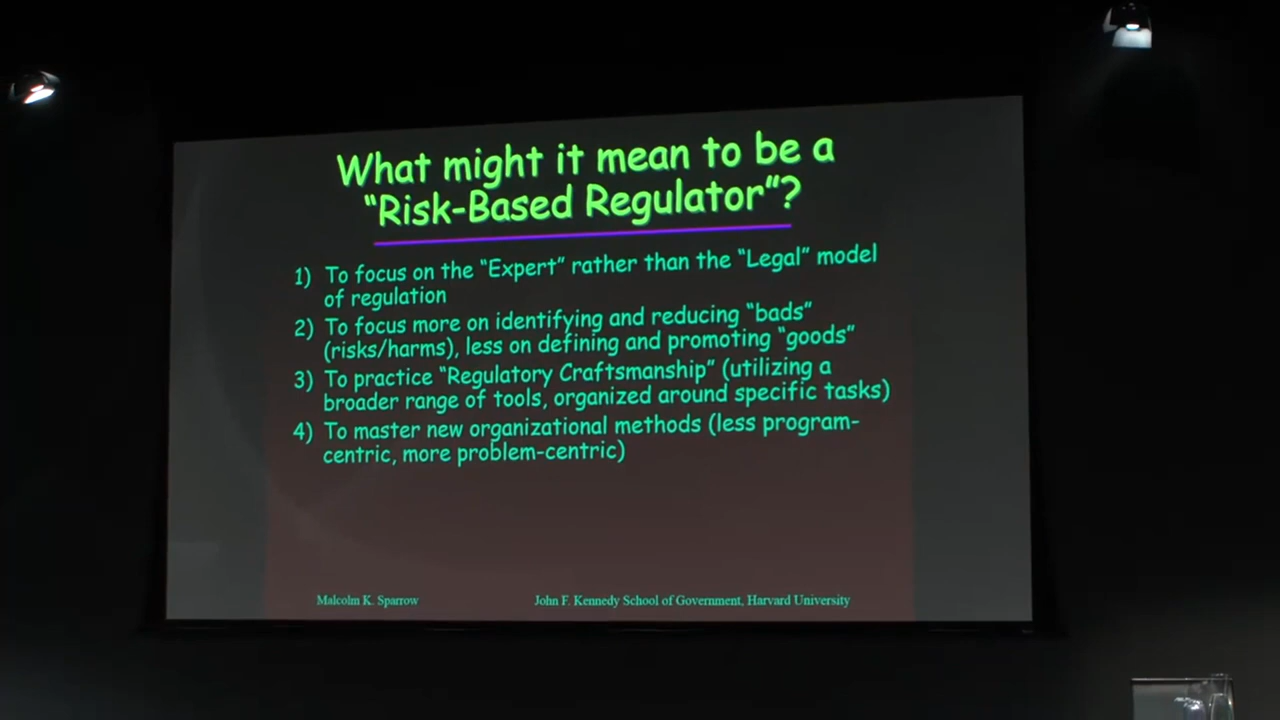 What might it mean to be a
“Risk-Based Regulator”?
1) To focus on the “Expert” rather than the “Legal” model
of regulation
2) To focus more on identifying and reducing “bads”
(risks/harms), less on defining and promoting “goods”
3) To practice “Regulatory Craftsmanship” (utilizing a
broader range of tools, organized around specific tasks)
4) To master new organizational methods (less program-
centric, more problem-centric)
Malcolm K. Sparrow John F. Kennedy School of Government, Harvard University